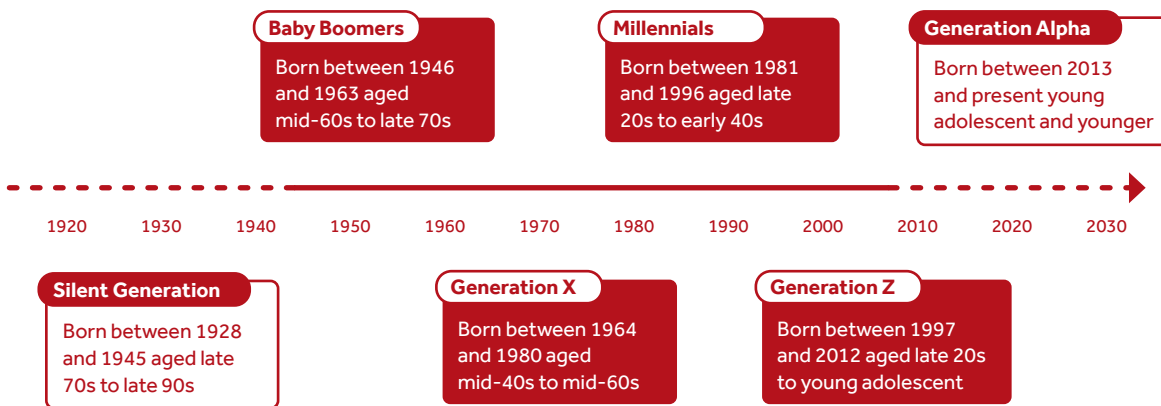 Baby Boomers
Born between 1946
and 1963 aged
mid-60s to late 70s
Millennials
Born between 1981
and 1996 aged late
20s to early 40s
Generation Alpha
Born between 2013
and present young
adolescent and younger
1920 1930 1940 1950 1960 1970 1980 1990 2000 2010 2020 2030
Silent Generation
Born between 1928
and 1945 aged late
70s to late 90s
Generation X
Born between 1964
and 1980 aged
mid-40s to mid-60s
Generation Z
Born between 1997
and 2012 aged late 20s
to young adolescent